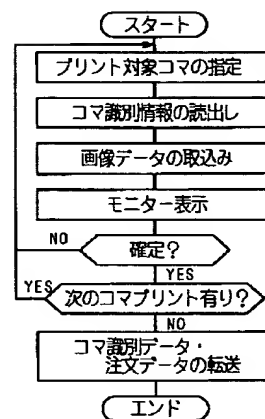 スタート
プリント対象コマの指定
コマ識別情報の読出し
画像データの取込み
モニター表示
NO
確定?
YES
YES
次のコマプリント有り?
NO
コマ識別データ・
注文データの転送
エンド